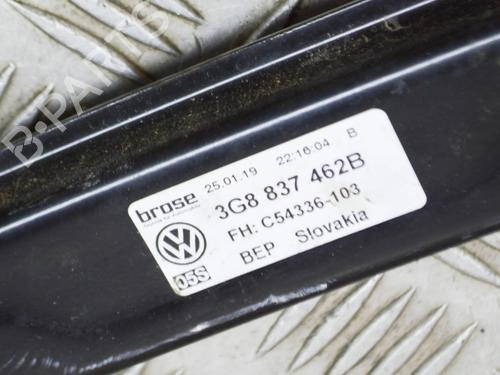 brose 25.01.19 22:16:04 B
3G8 837 462B
FH: C54336-103
05S BEP Slovakia
B-PARTS